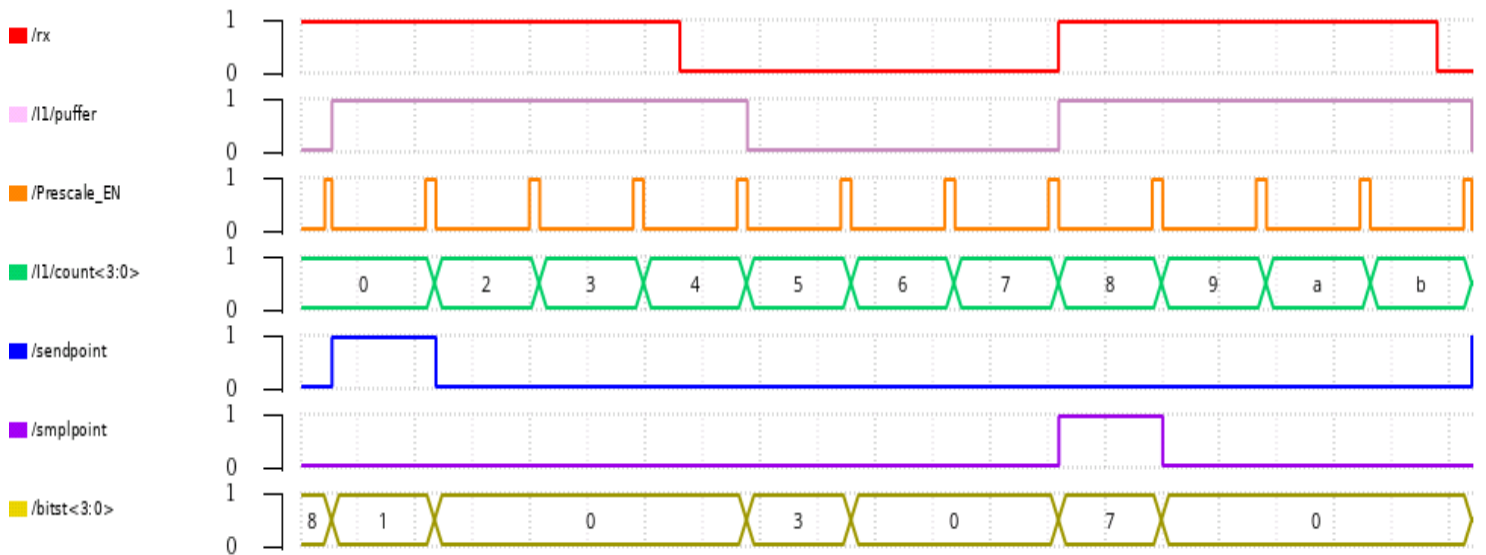 1
/rx
0
1
/I1/puffer
0
1
/Prescale_EN
0
1
/I1/count<3:0> 0 2 3 4 5 6 7 8 9 a b
0
1
/sendpoint
0
1
/smplpoint
0
1
/bitst<3:0> 8 1 0 3 0 7 0
0